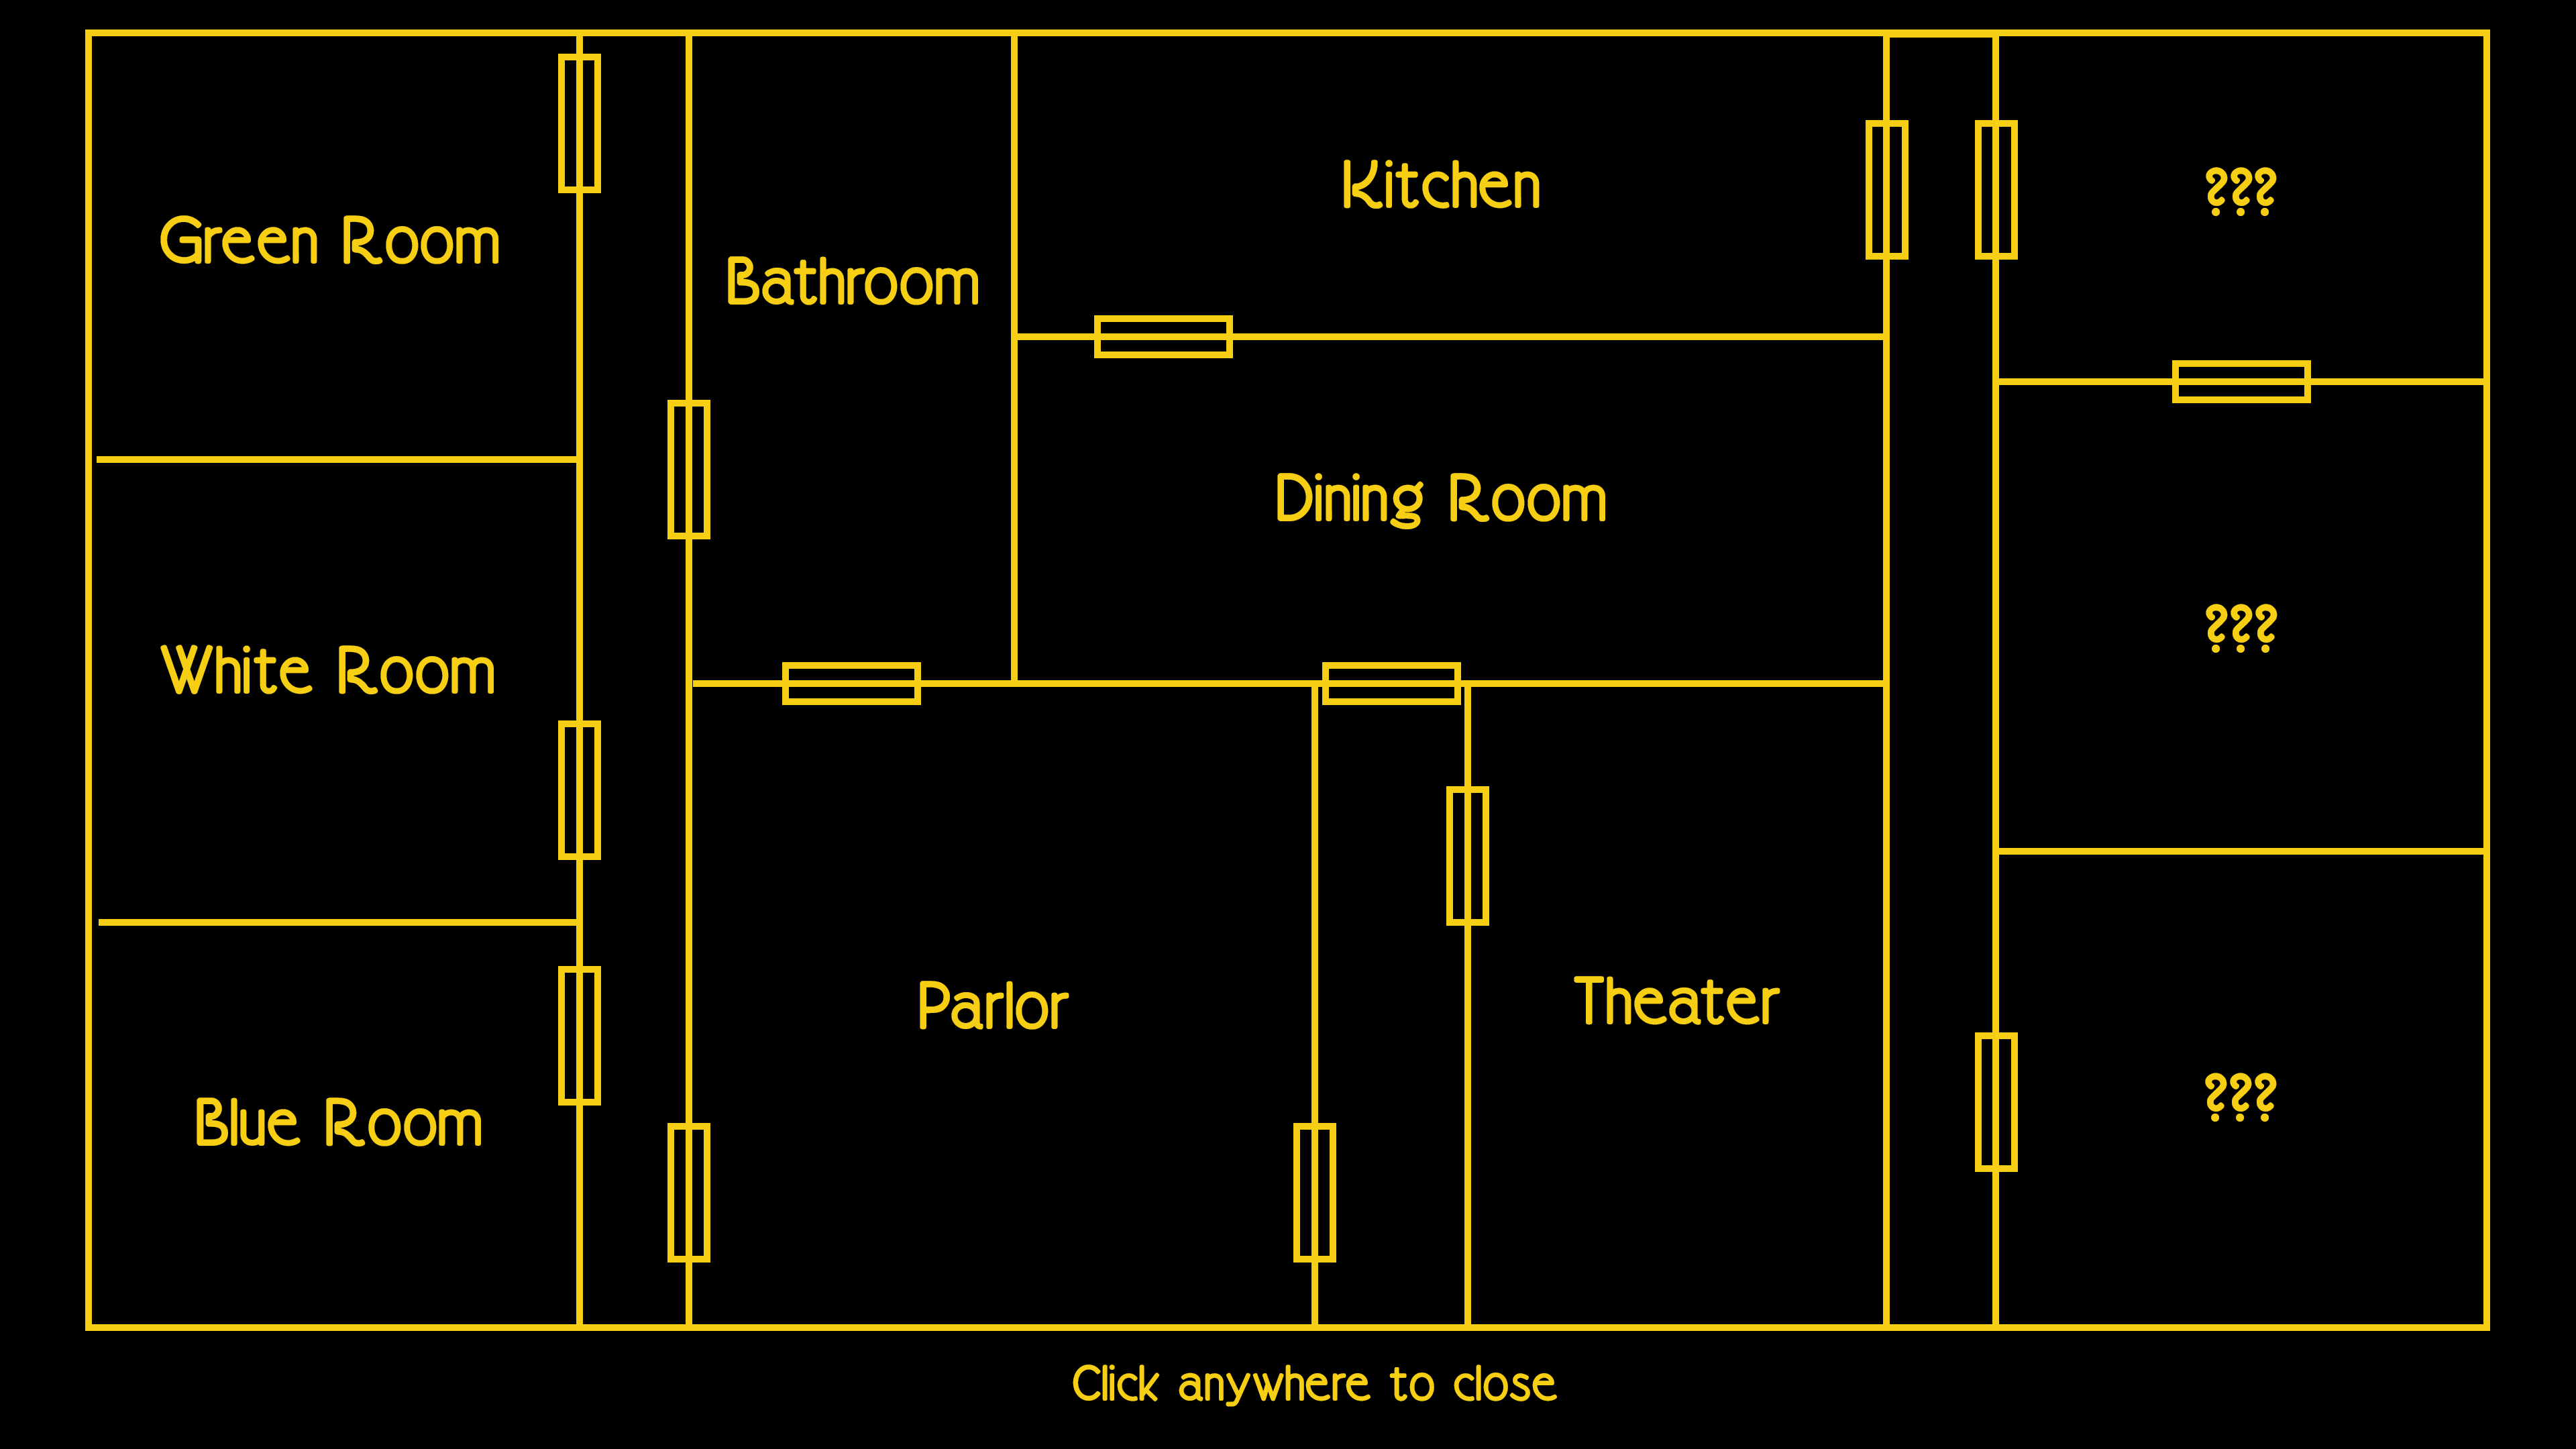 Green Room
Bathroom
Kitchen
???
Dining Room
White Room
???
Parlor
Theater
Blue Room
???
Click anywhere to close